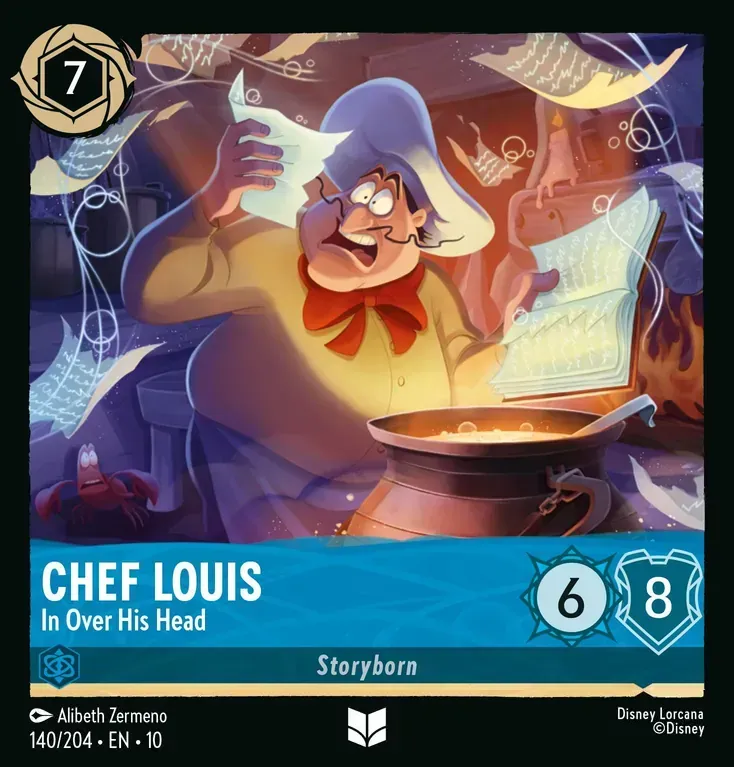 7
CHEF LOUIS
In Over His Head
6
8
Storyborn
Alibeth Zermeno
140/204 • EN • 10
Disney Lorcana
©Disney